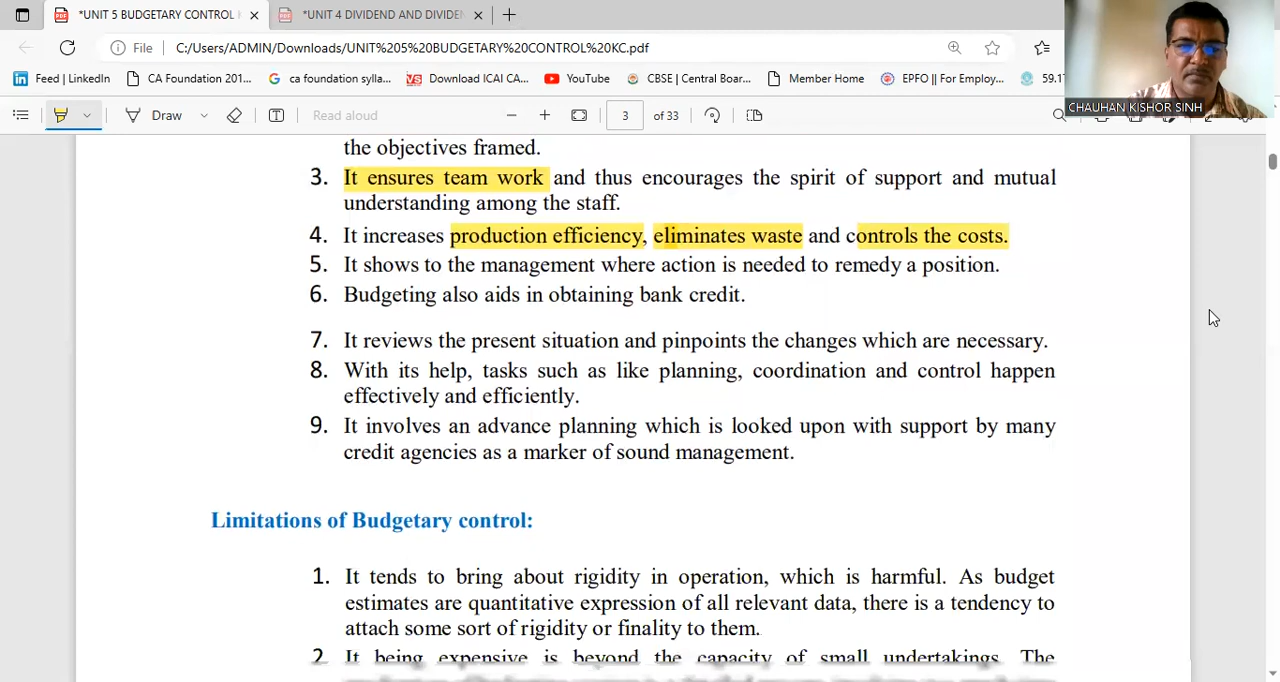 *UNIT 5 BUDGETARY CONTROL
*UNIT 4 DIVIDEND AND DIVIDEN
File C:/Users/ADMIN/Downloads/UNIT%205%20BUDGETARY%20CONTROL%20KC.pdf
Feed | LinkedIn CA Foundation 201... ca foundation sylla... Download ICAI CA... YouTube CBSE | Central Boar... Member Home EPFO || For Employ... 59.1
CHAUHAN KISHOR SINH
Draw Read aloud 3 of 33
the objectives framed.
3. It ensures team work and thus encourages the spirit of support and mutual
understanding among the staff.
4. It increases production efficiency, eliminates waste and controls the costs.
5. It shows to the management where action is needed to remedy a position.
6. Budgeting also aids in obtaining bank credit.
7. It reviews the present situation and pinpoints the changes which are necessary.
8. With its help, tasks such as like planning, coordination and control happen
effectively and efficiently.
9. It involves an advance planning which is looked upon with support by many
credit agencies as a marker of sound management.
Limitations of Budgetary control:
1. It tends to bring about rigidity in operation, which is harmful. As budget
estimates are quantitative expression of all relevant data, there is a tendency to
attach some sort of rigidity or finality to them.
2 It being expensive is beyond the capacity of small undertakings. The